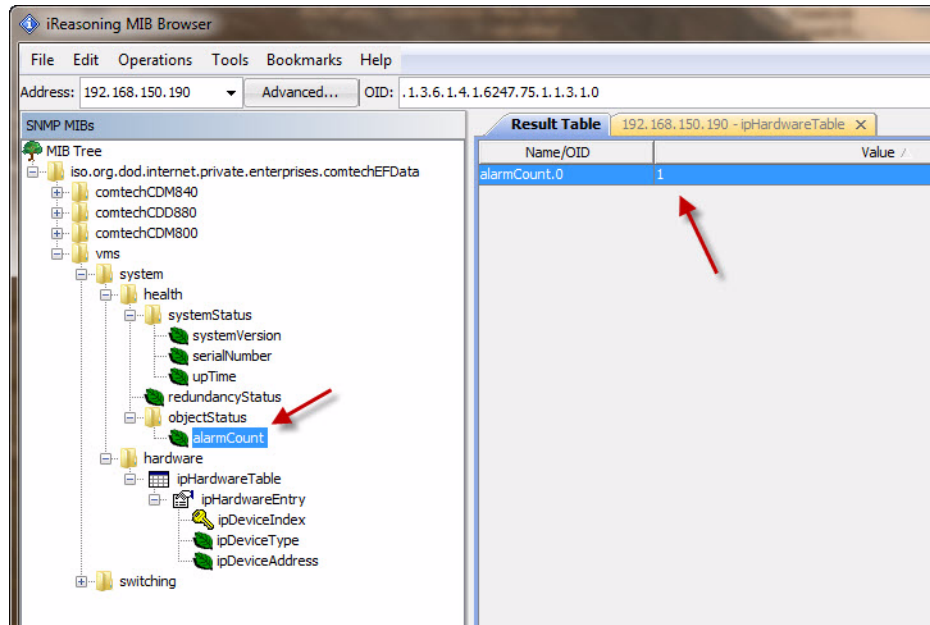 iReasoning MIB Browser
File Edit Operations Tools Bookmarks Help
Address: 192.168.150.190 Advanced... OID: .1.3.6.1.4.1.6247.75.1.1.3.1.0
SNMP MIBs
MIB Tree
iso.org.dod.internet.private.enterprises.comtechEFData
comtechCDM840
comtechCDD880
comtechCDM800
vms
system
health
systemStatus
systemVersion
serialNumber
upTime
redundancyStatus
objectStatus
alarmCount
hardware
ipHardwareTable
ipHardwareEntry
ipDeviceIndex
ipDeviceType
ipDeviceAddress
switching
Result Table 192.168.150.190 - ipHardwareTable
Name/OID Value
alarmCount.0 1